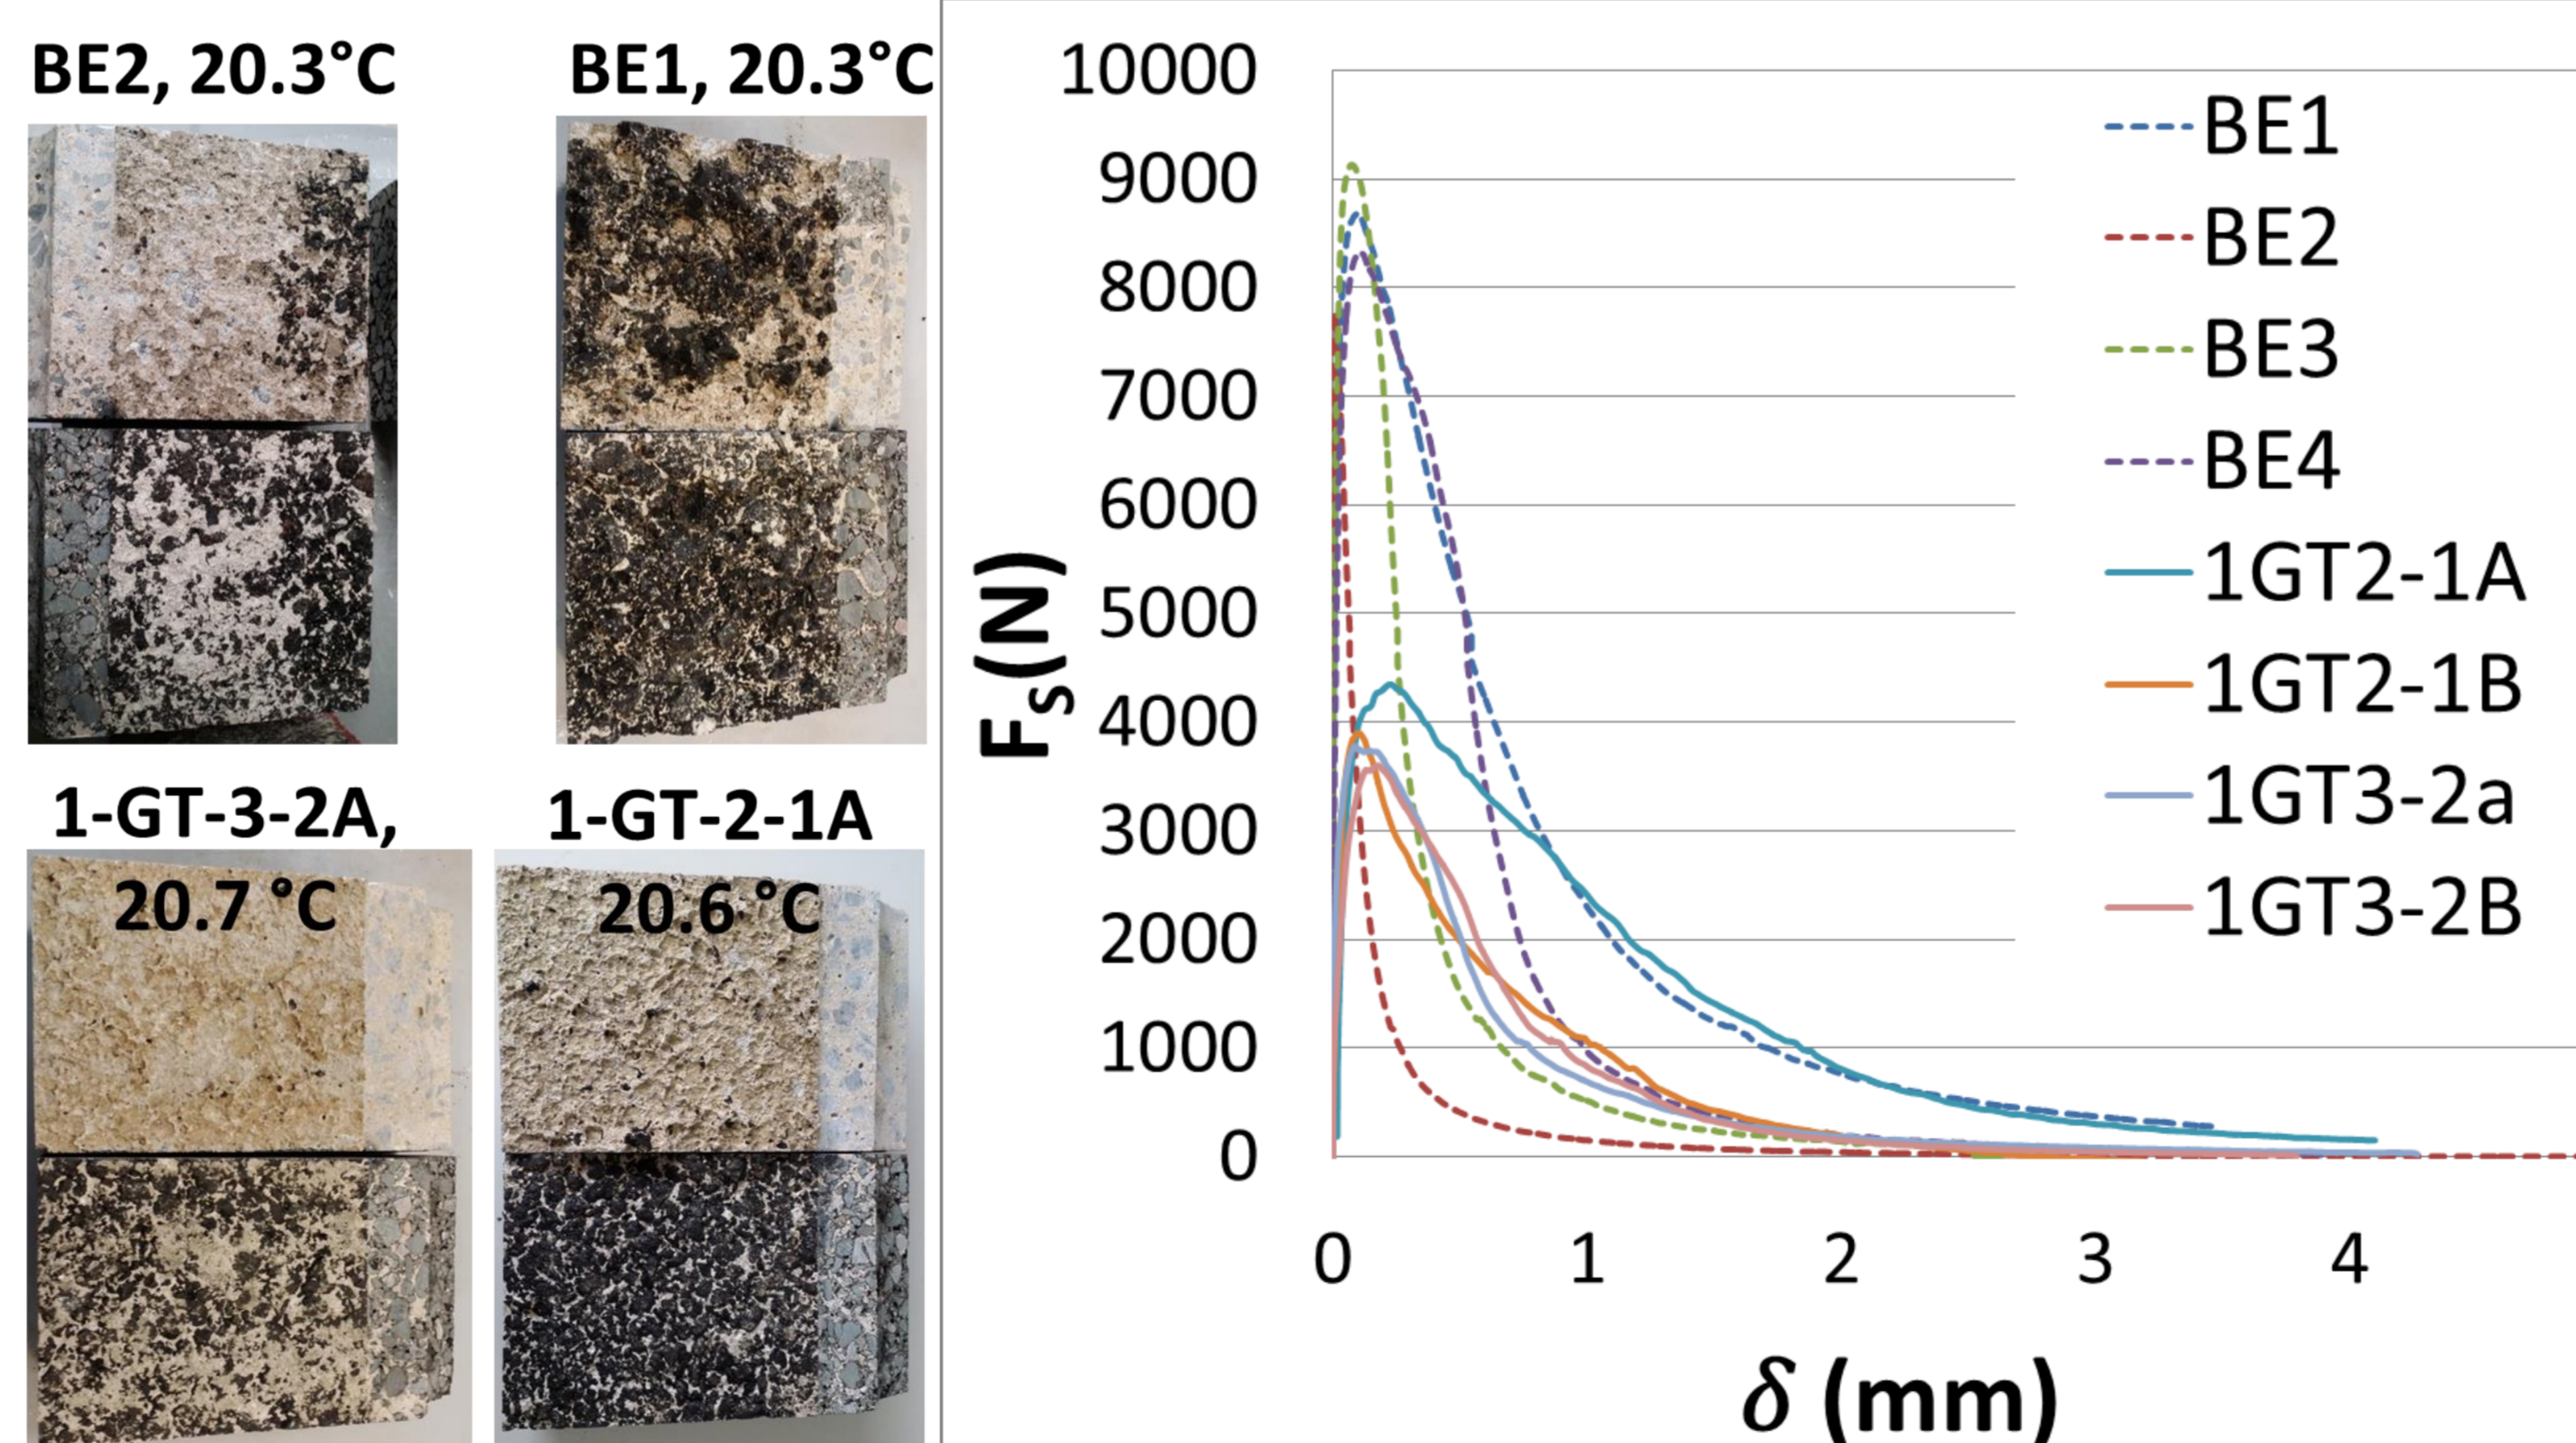 BE2, 20.3°C
BE1, 20.3°C
1-GT-3-2A,
20.7 °C
1-GT-2-1A
20.6 °C
10000
9000
8000
7000
6000
5000
4000
3000
2000
1000
0
Fs(N)
0 1 2 3 4
δ (mm)
BE1
BE2
BE3
BE4
1GT2-1A
1GT2-1B
1GT3-2a
1GT3-2B